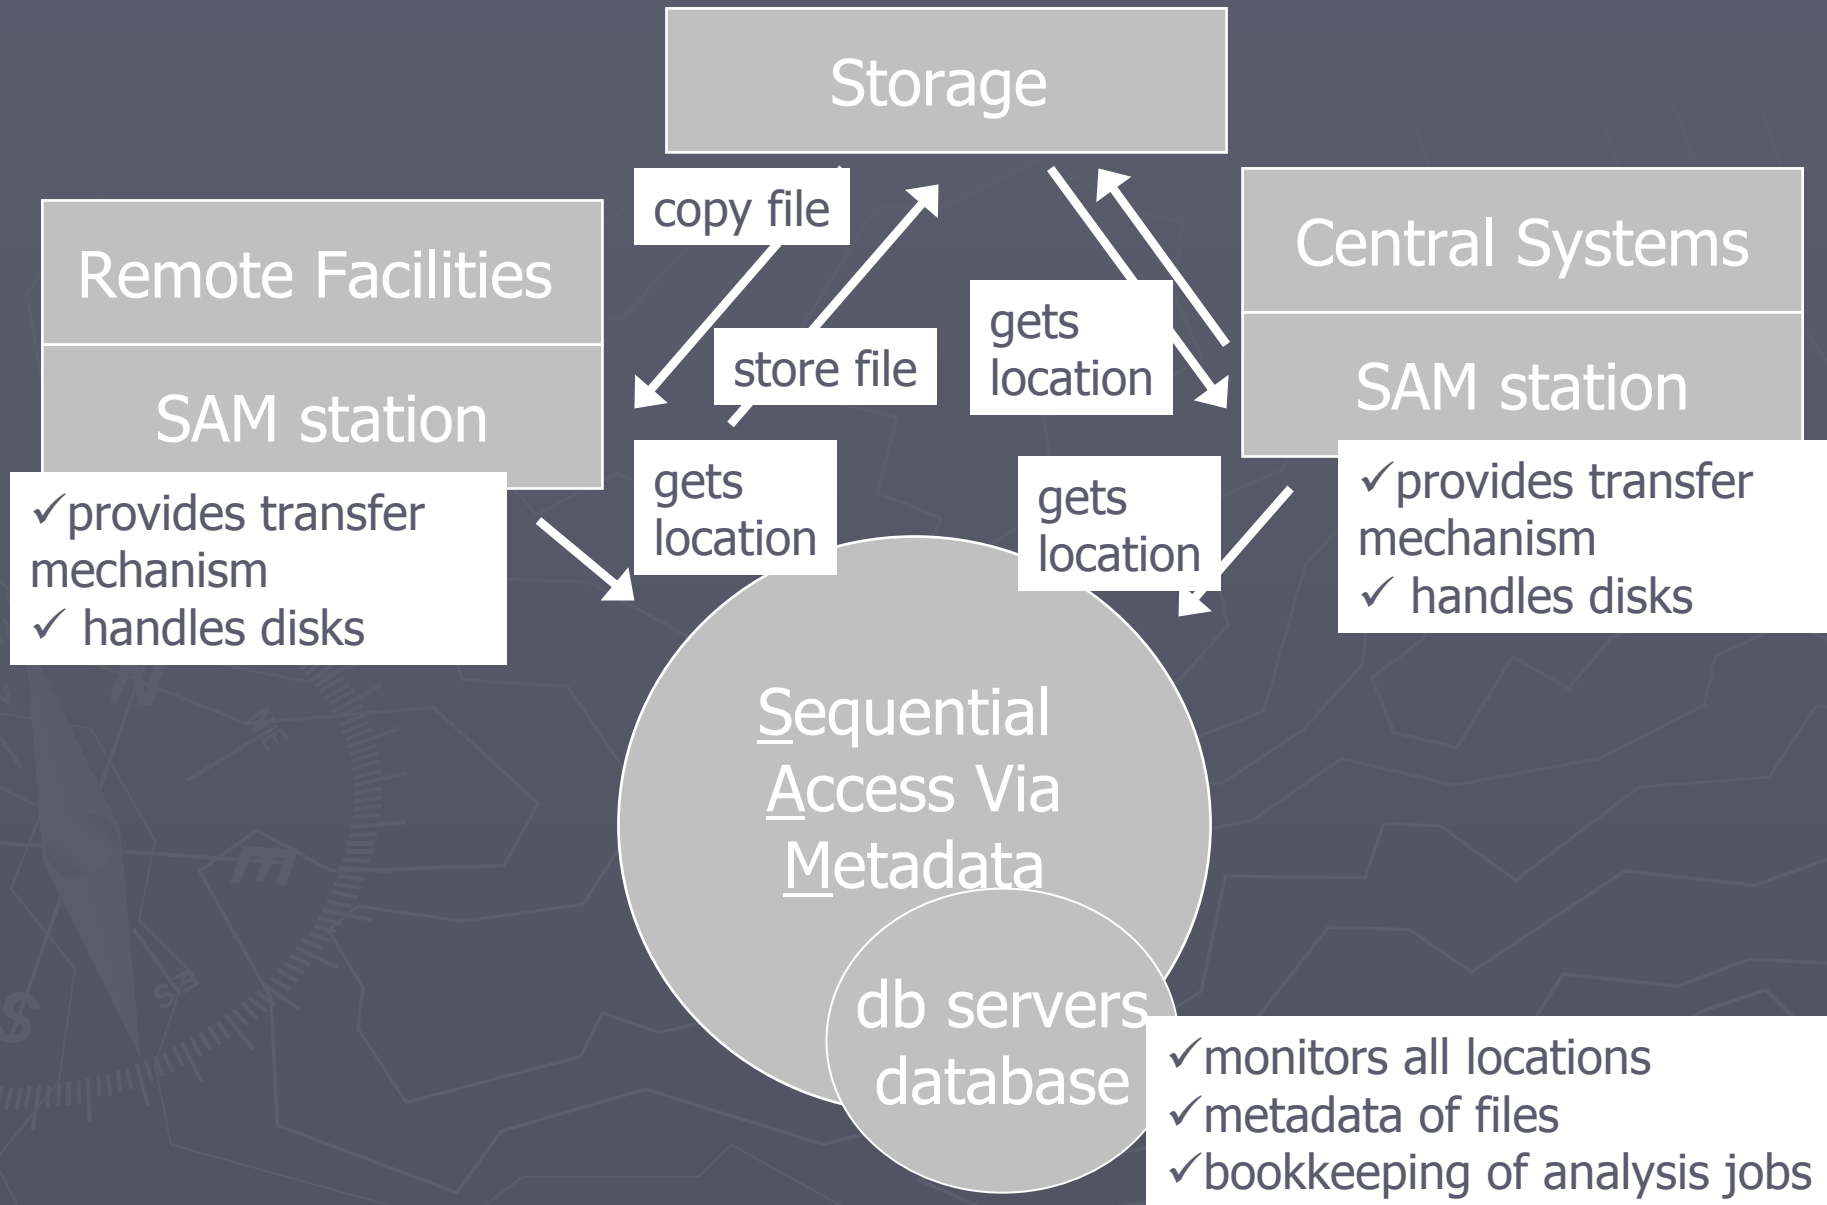 Storage
copy file
Remote Facilities
Central Systems
store file
gets
location
SAM station
SAM station
✓provides transfer
mechanism
✓ handles disks
gets
location
gets
location
✓provides transfer
mechanism
✓ handles disks
Sequential
Access Via
Metadata
db servers
database
✓monitors all locations
✓metadata of files
✓bookkeeping of analysis jobs
N
NE
E
SE
S